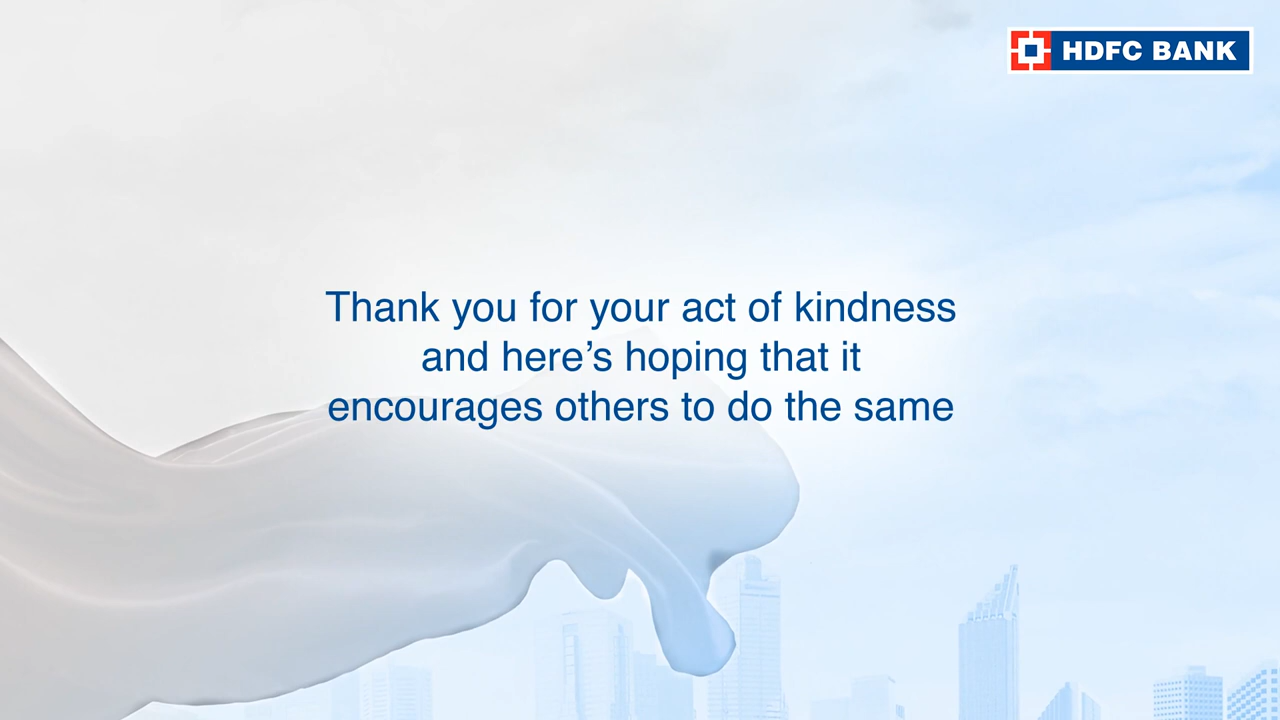 HDFC BANK
Thank you for your act of kindness
and here’s hoping that it
encourages others to do the same